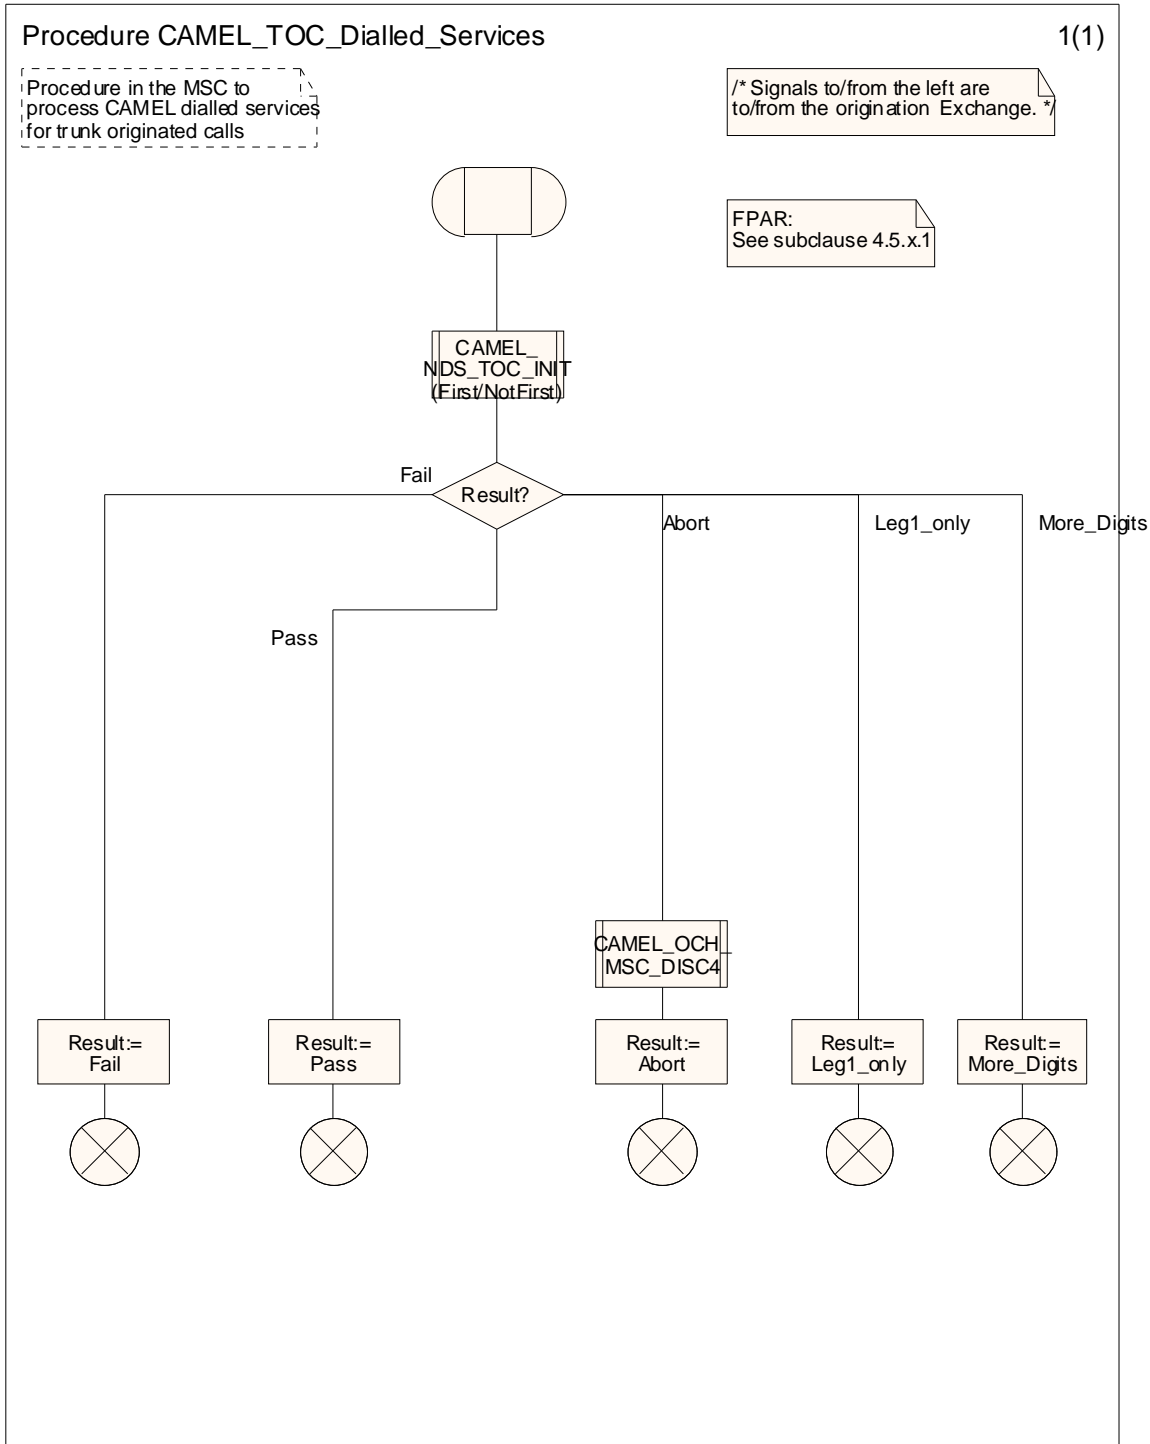 Procedure CAMEL_TOC_Dialled_Services
1(1)
Procedure in the MSC to
process CAMEL dialled services
for trunk originated calls
/* Signals to/from the left are
to/from the origination Exchange. */
FPAR:
See subclause 4.5.x.1
CAMEL_
NDS_TOC_INIT
(First/NotFirst)
Fail
Result?
Abort
Leg1_only
More_Digits
Pass
CAMEL_OCH_
MSC_DISC4
Result:=
Fail
Result:=
Pass
Result:=
Abort
Result:=
Leg1_only
Result:=
More_Digits